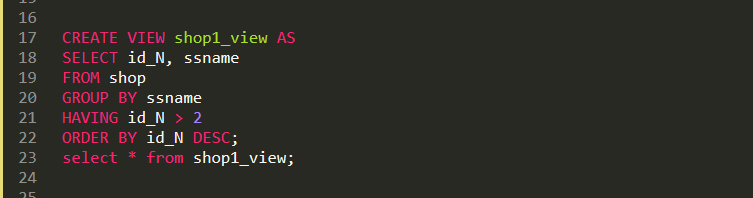 16
17 CREATE VIEW shop1_view AS
18 SELECT id_N, ssname
19 FROM shop
20 GROUP BY ssname
21 HAVING id_N > 2
22 ORDER BY id_N DESC;
23 select * from shop1_view;
24